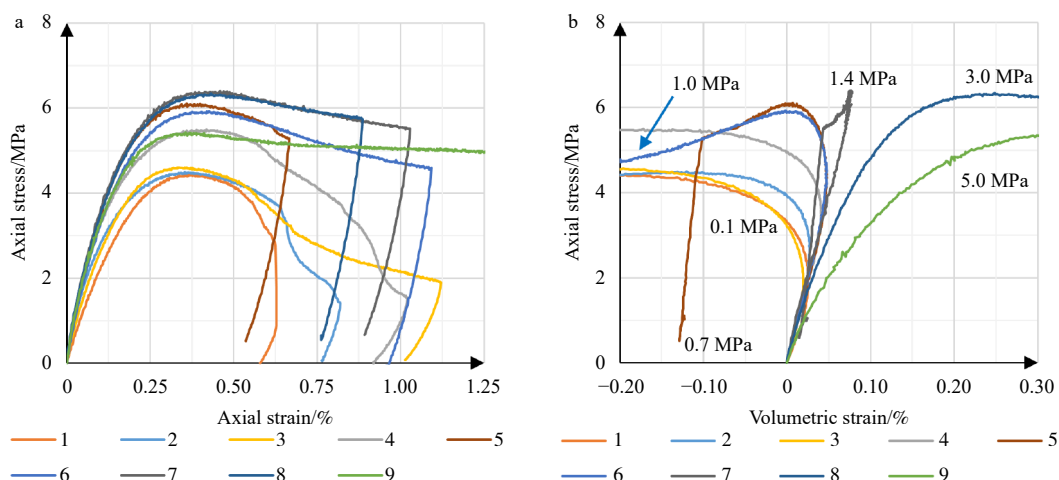 a
8
6
4
2
0
Axial stress/MPa
0 0.25 0.50 0.75 1.00 1.25
Axial strain/%
1 2 3 4 5
6 7 8 9
b
8
6
4
2
0
Axial stress/MPa
1.0 MPa
1.4 MPa
3.0 MPa
5.0 MPa
0.1 MPa
0.7 MPa
−0.20 −0.10 0 0.10 0.20 0.30
Volumetric strain/%
1 2 3 4 5
6 7 8 9